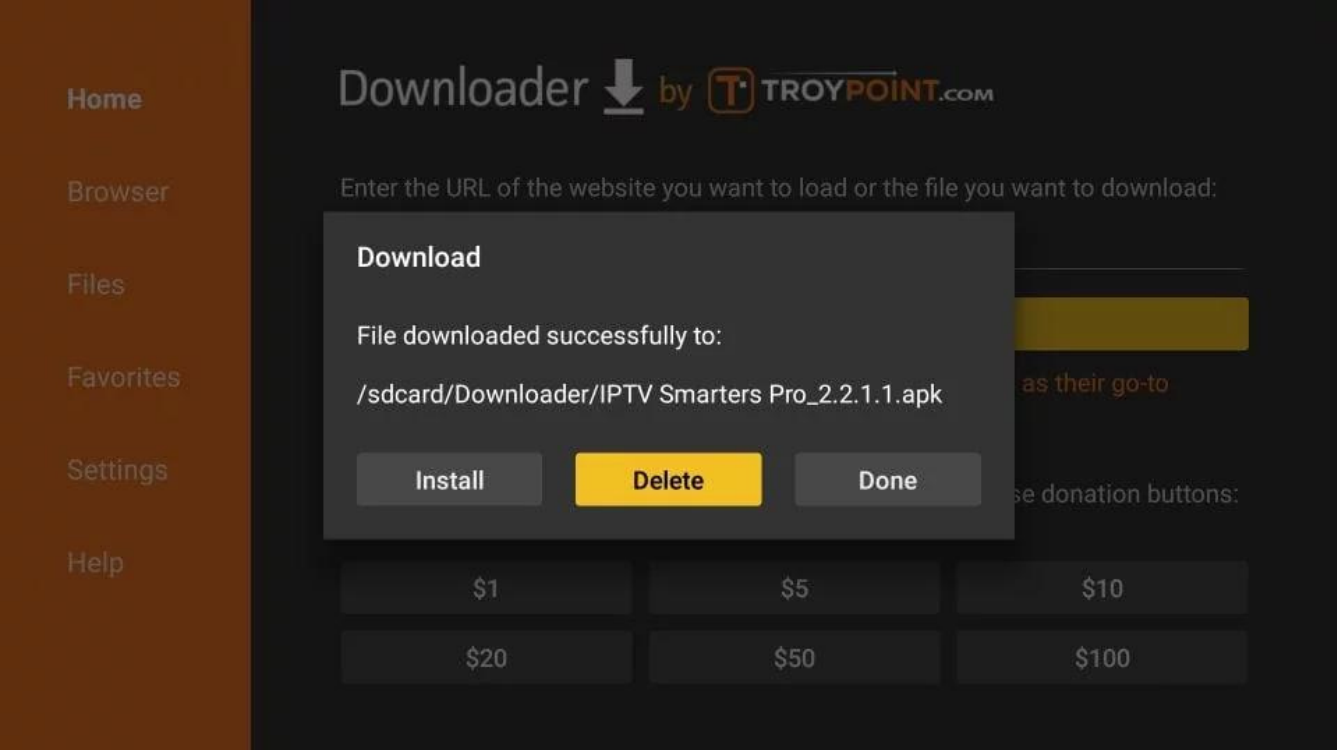 Home
Browser
Files
Favorites
Settings
Help
Downloader by T TROYPOINT.COM
Enter the URL of the website you want to load or the file you want to download:
Download
File downloaded successfully to:
/sdcard/Downloader/IPTV Smarters Pro_2.2.1.1.apk
Install Delete Done
as their go-to
se donation buttons:
$1 $5 $10
$20 $50 $100